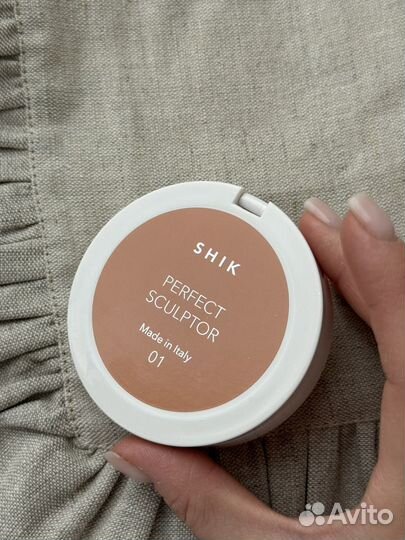 SHIK
PERFECT
SCULPTOR
Made in Italy
01
Avito